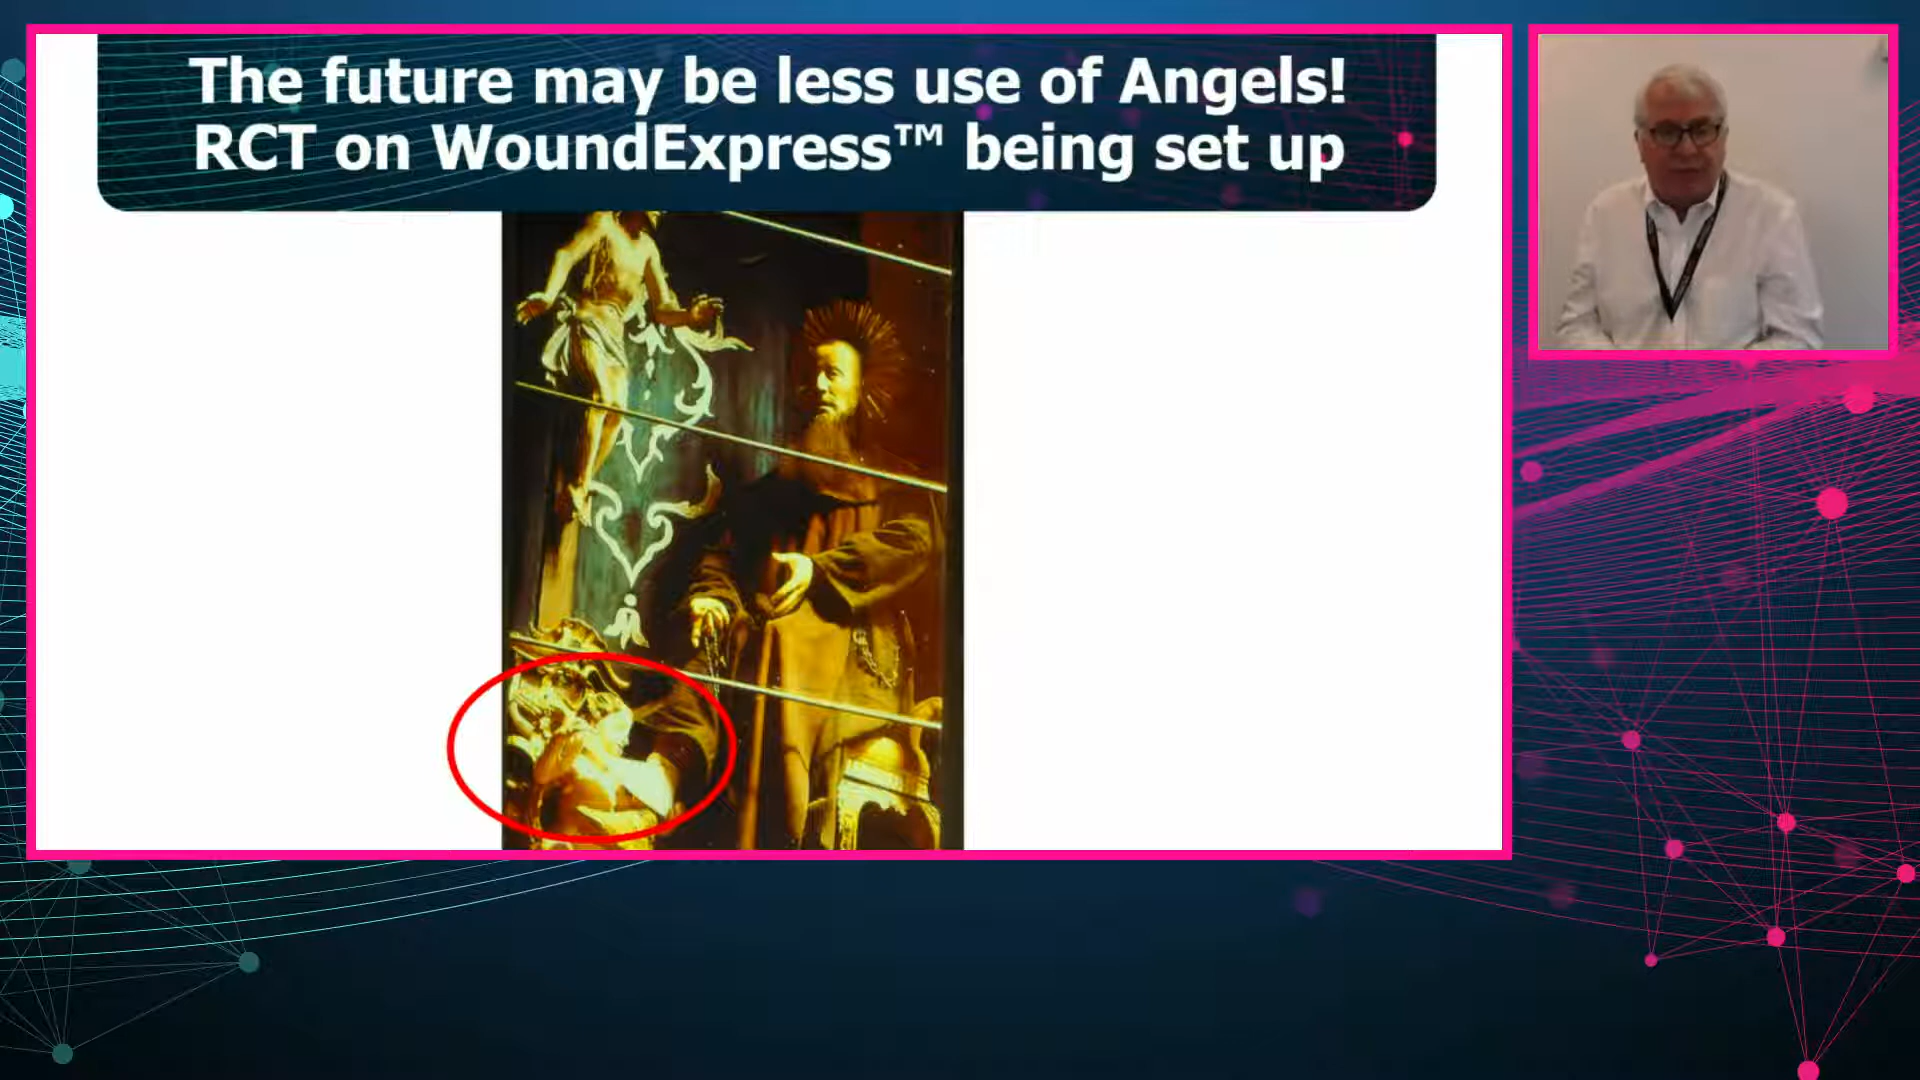 The future may be less use of Angels!
RCT on WoundExpress™ being set up